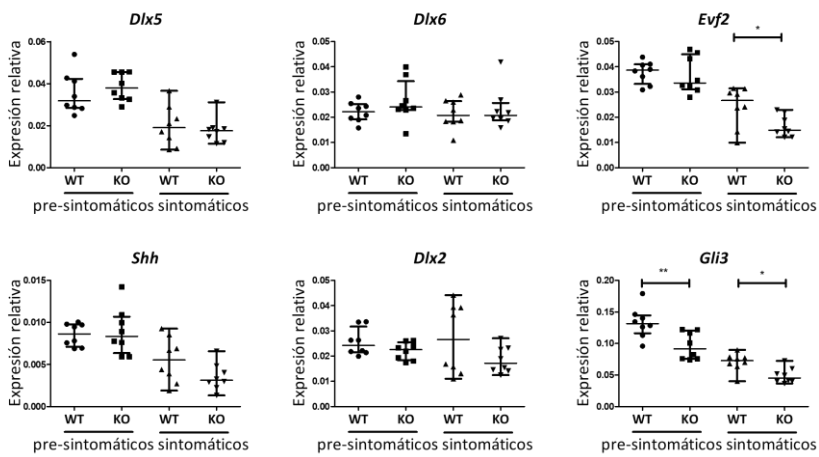 Dlx5
Expresión relativa
0.06
0.04
0.02
0.00
WT
KO
WT
KO
pre-sintomáticos sintomáticos
Dlx6
Expresión relativa
0.05
0.04
0.03
0.02
0.01
0.00
WT
KO
WT
KO
pre-sintomáticos sintomáticos
Evf2
Expresión relativa
0.05
0.04
0.03
0.02
0.01
0.00
*
WT
KO
WT
KO
pre-sintomáticos sintomáticos
Shh
Expresión relativa
0.015
0.010
0.005
0.000
WT
KO
WT
KO
pre-sintomáticos sintomáticos
Dlx2
Expresión relativa
0.05
0.04
0.03
0.02
0.01
0.00
WT
KO
WT
KO
pre-sintomáticos sintomáticos
Gli3
Expresión relativa
0.20
0.15
0.10
0.05
0.00
**
*
WT
KO
WT
KO
pre-sintomáticos sintomáticos